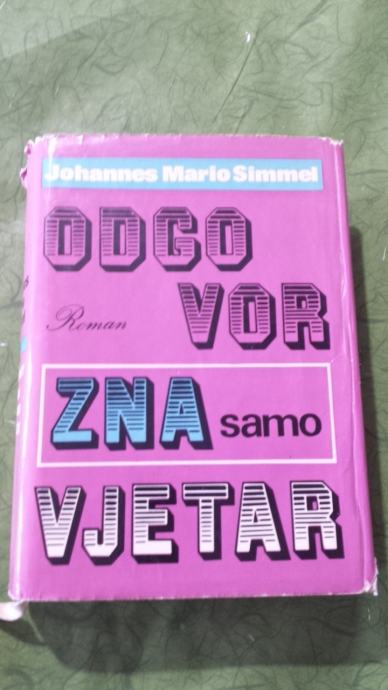 Johannes Mario Simmel
ODGO
VOR
Roman
ZNA samo
VJETAR